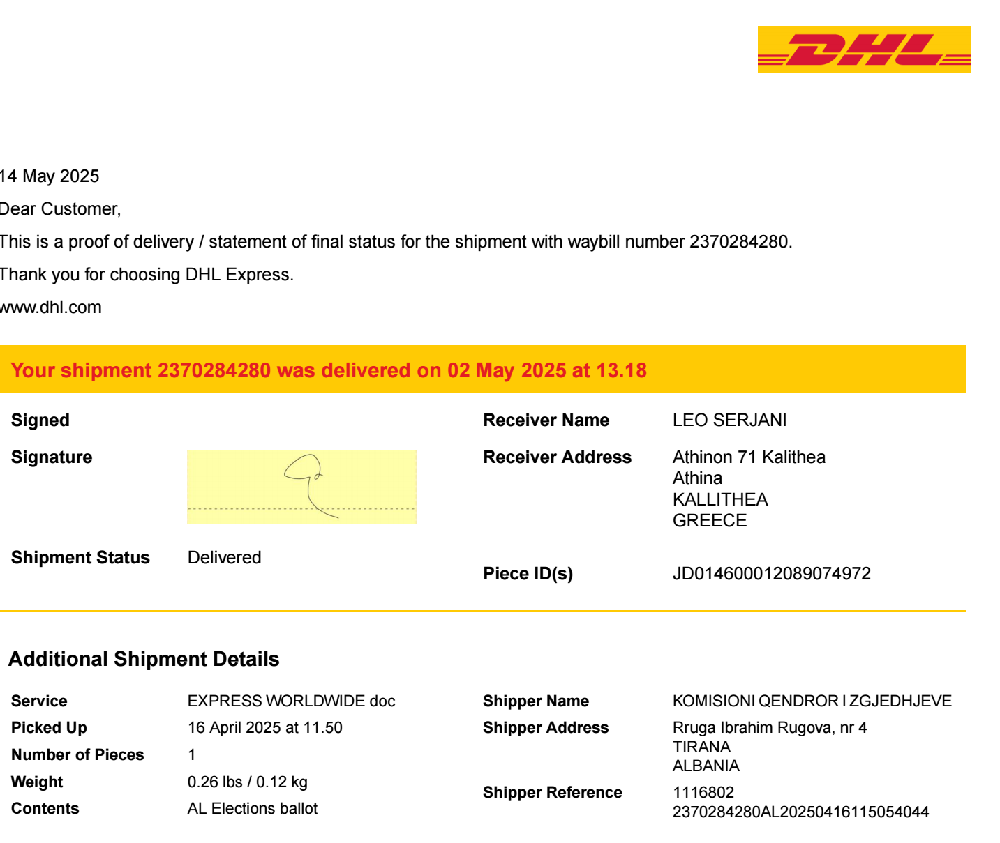 DHL
14 May 2025
Dear Customer,
This is a proof of delivery / statement of final status for the shipment with waybill number 2370284280.
Thank you for choosing DHL Express.
www.dhl.com
Your shipment 2370284280 was delivered on 02 May 2025 at 13.18
Signed
Signature
Shipment Status Delivered
Receiver Name LEO SERJANI
Receiver Address Athinon 71 Kalithea
Athina
KALLITHEA
GREECE
Piece ID(s) JD014600012089074972
Additional Shipment Details
Service EXPRESS WORLDWIDE doc
Picked Up 16 April 2025 at 11.50
Number of Pieces 1
Weight 0.26 lbs / 0.12 kg
Contents AL Elections ballot
Shipper Name KOMISIONI QENDROR I ZGJEDHJEVE
Shipper Address Rruga Ibrahim Rugova, nr 4
TIRANA
ALBANIA
Shipper Reference 1116802
2370284280AL20250416115054044